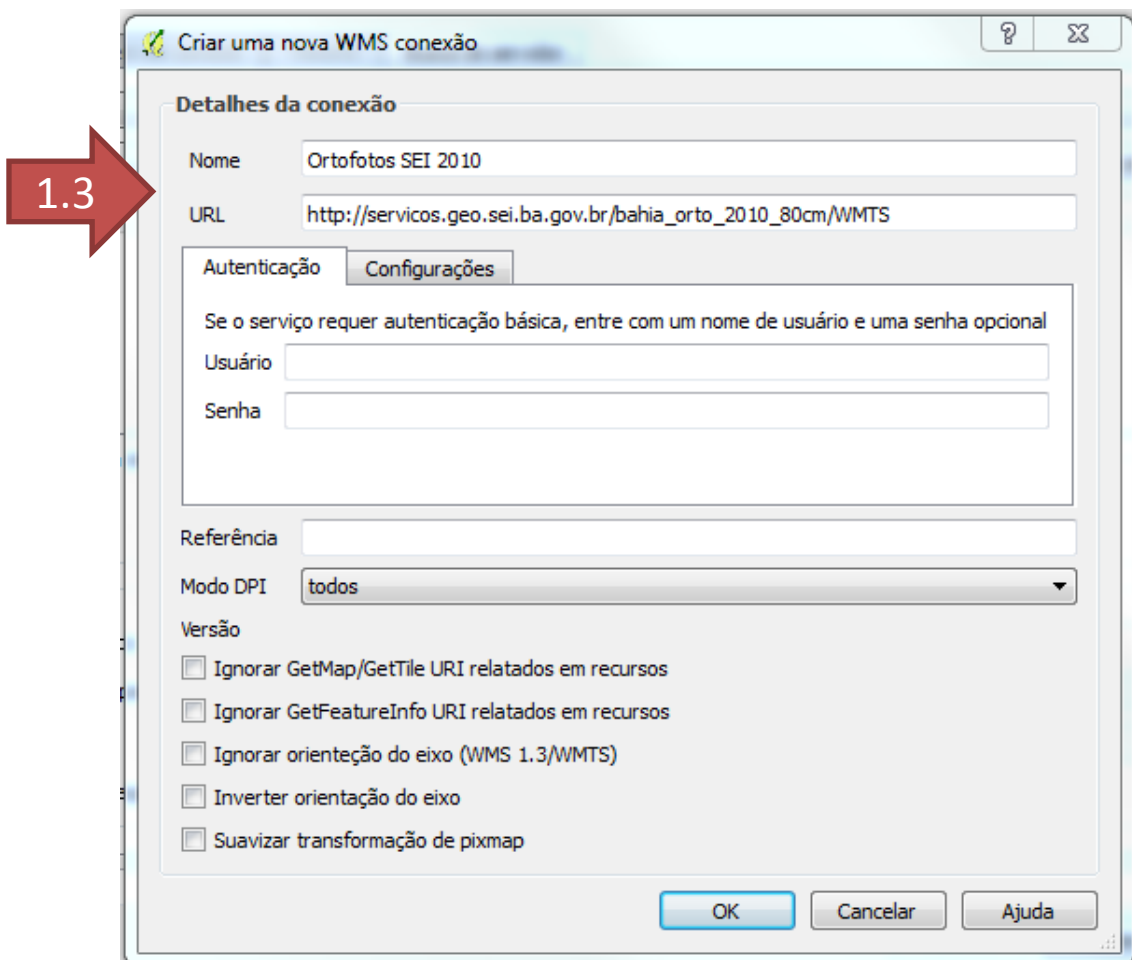 Criar uma nova WMS conexão
Detalhes da conexão
Nome Ortofotos SEI 2010
1.3
URL http://servicos.geo.sei.ba.gov.br/bahia_orto_2010_80cm/WMTS
Autenticação Configurações
Se o serviço requer autenticação básica, entre com um nome de usuário e uma senha opcional
Usuário
Senha
Referência
Modo DPI todos
Versão
Ignorar GetMap/GetTile URI relatados em recursos
Ignorar GetFeatureInfo URI relatados em recursos
Ignorar orienteção do eixo (WMS 1.3/WMTS)
Inverter orientação do eixo
Suavizar transformação de pixmap
OK Cancelar Ajuda